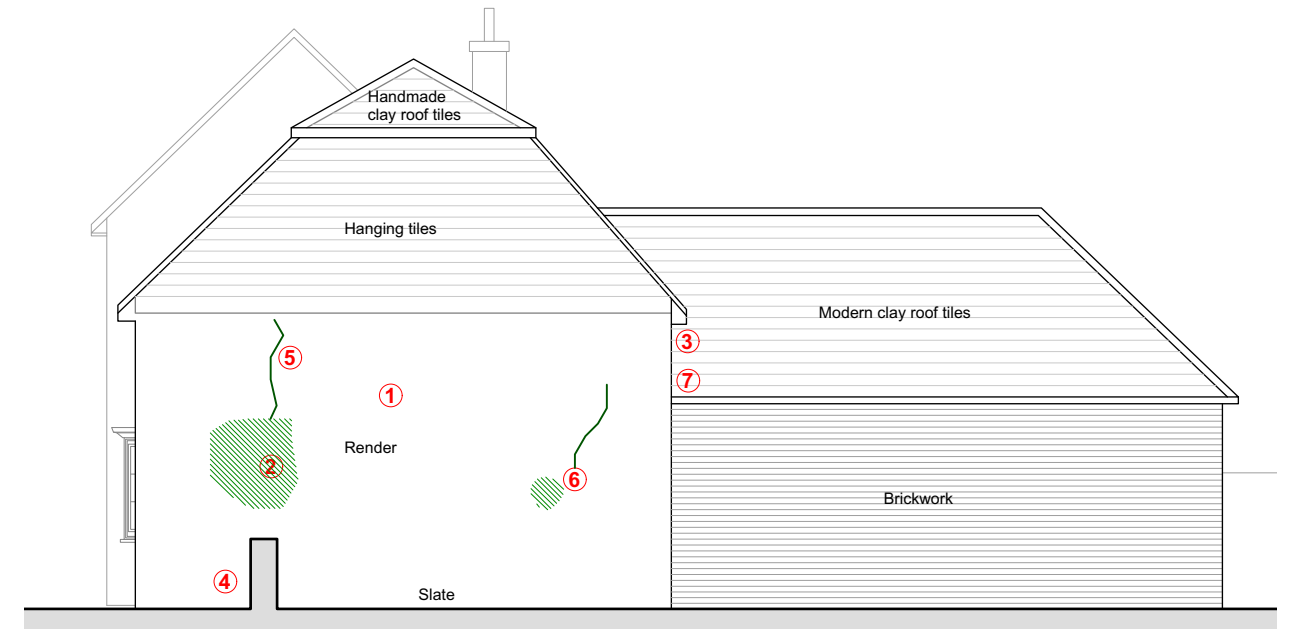 Handmade
clay roof tiles
Hanging tiles
Modern clay roof tiles
3
5
7
1
Render
2
6
Brickwork
4
Slate